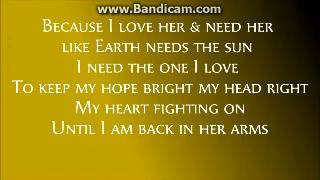 www.Bandicam.com
Because I love her & need her
like Earth needs the sun
I need the one I love
To keep my hope bright my head right
My heart fighting on
Until I am back in her arms